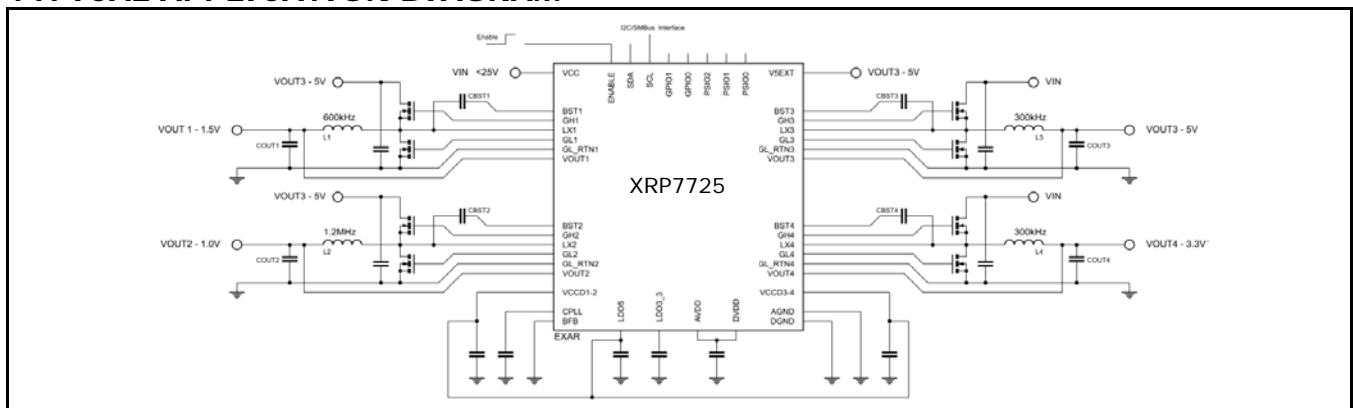 I2C/SMBus Interface
Enable
VIN <25V
VCC
ENABLE
SDA
SCL
GPIO1
GPIO0
PSIO2
PSIO1
PSIO0
V5EXT
VOUT3 - 5V
VOUT3 - 5V
CBST1
BST1
GH1
LX1
GL1
GL_RTN1
VOUT1
600kHz
L1
VOUT 1 - 1.5V
COUT1
BST3
GH3
LX3
GL3
GL_RTN3
VOUT3
CBST3
VIN
300kHz
L3
VOUT3 - 5V
COUT3
XRP7725
VOUT3 - 5V
CBST2
BST2
GH2
LX2
GL2
GL_RTN2
VOUT2
1.2MHz
L2
VOUT2 - 1.0V
COUT2
BST4
GH4
LX4
GL4
GL_RTN4
VOUT4
CBST4
VIN
300kHz
L4
VOUT4 - 3.3V
COUT4
VCCD1-2
CPLL
BFB
LDO5
LDO3_3
AVDD
DVDD
VCCD3-4
AGND
DGND
EXAR